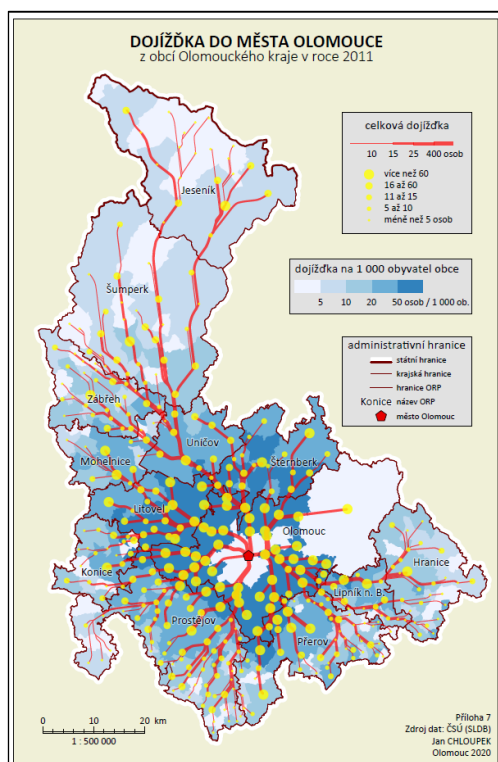 DOJÍŽĎKA DO MĚSTA OLOMOUCE
z obcí Olomouckého kraje v roce 2011
celková dojížďka
10 15 25 400 osob
více než 60
16 až 60
11 až 15
5 až 10
méně než 5 osob
dojížďka na 1 000 obyvatel obce
5 10 20 50 osob / 1 000 ob.
administrativní hranice
státní hranice
krajská hranice
hranice ORP
Konice název ORP
město Olomouc
Jeseník
Šumperk
Zábřeh
Uničov
Mohelnice
Šternberk
Litovel
Olomouc
Hranice
Konice
Lipník n. B.
Prostějov
Přerov
0 10 20 km
1 : 500 000
Příloha 7
Zdroj dat: ČSÚ (SLDB)
Jan CHLOUPEK
Olomouc 2020